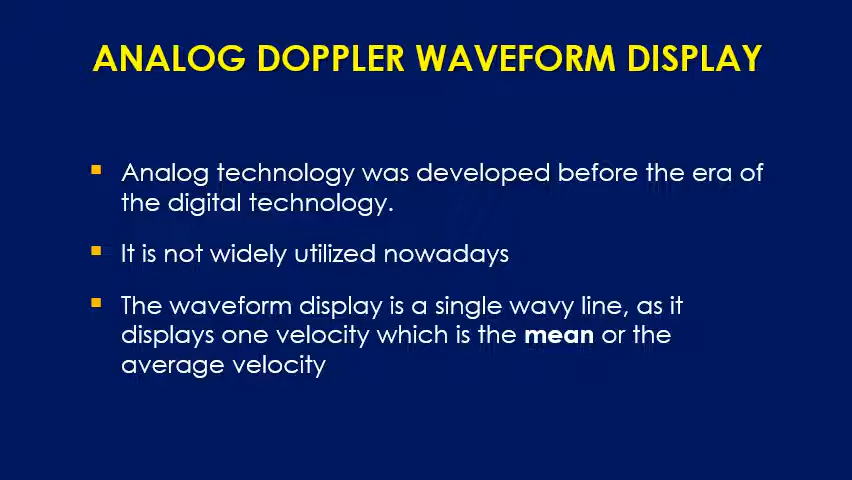 ANALOG DOPPLER WAVEFORM DISPLAY
▪ Analog technology was developed before the era of
the digital technology.
▪ It is not widely utilized nowadays
▪ The waveform display is a single wavy line, as it
displays one velocity which is the mean or the
average velocity